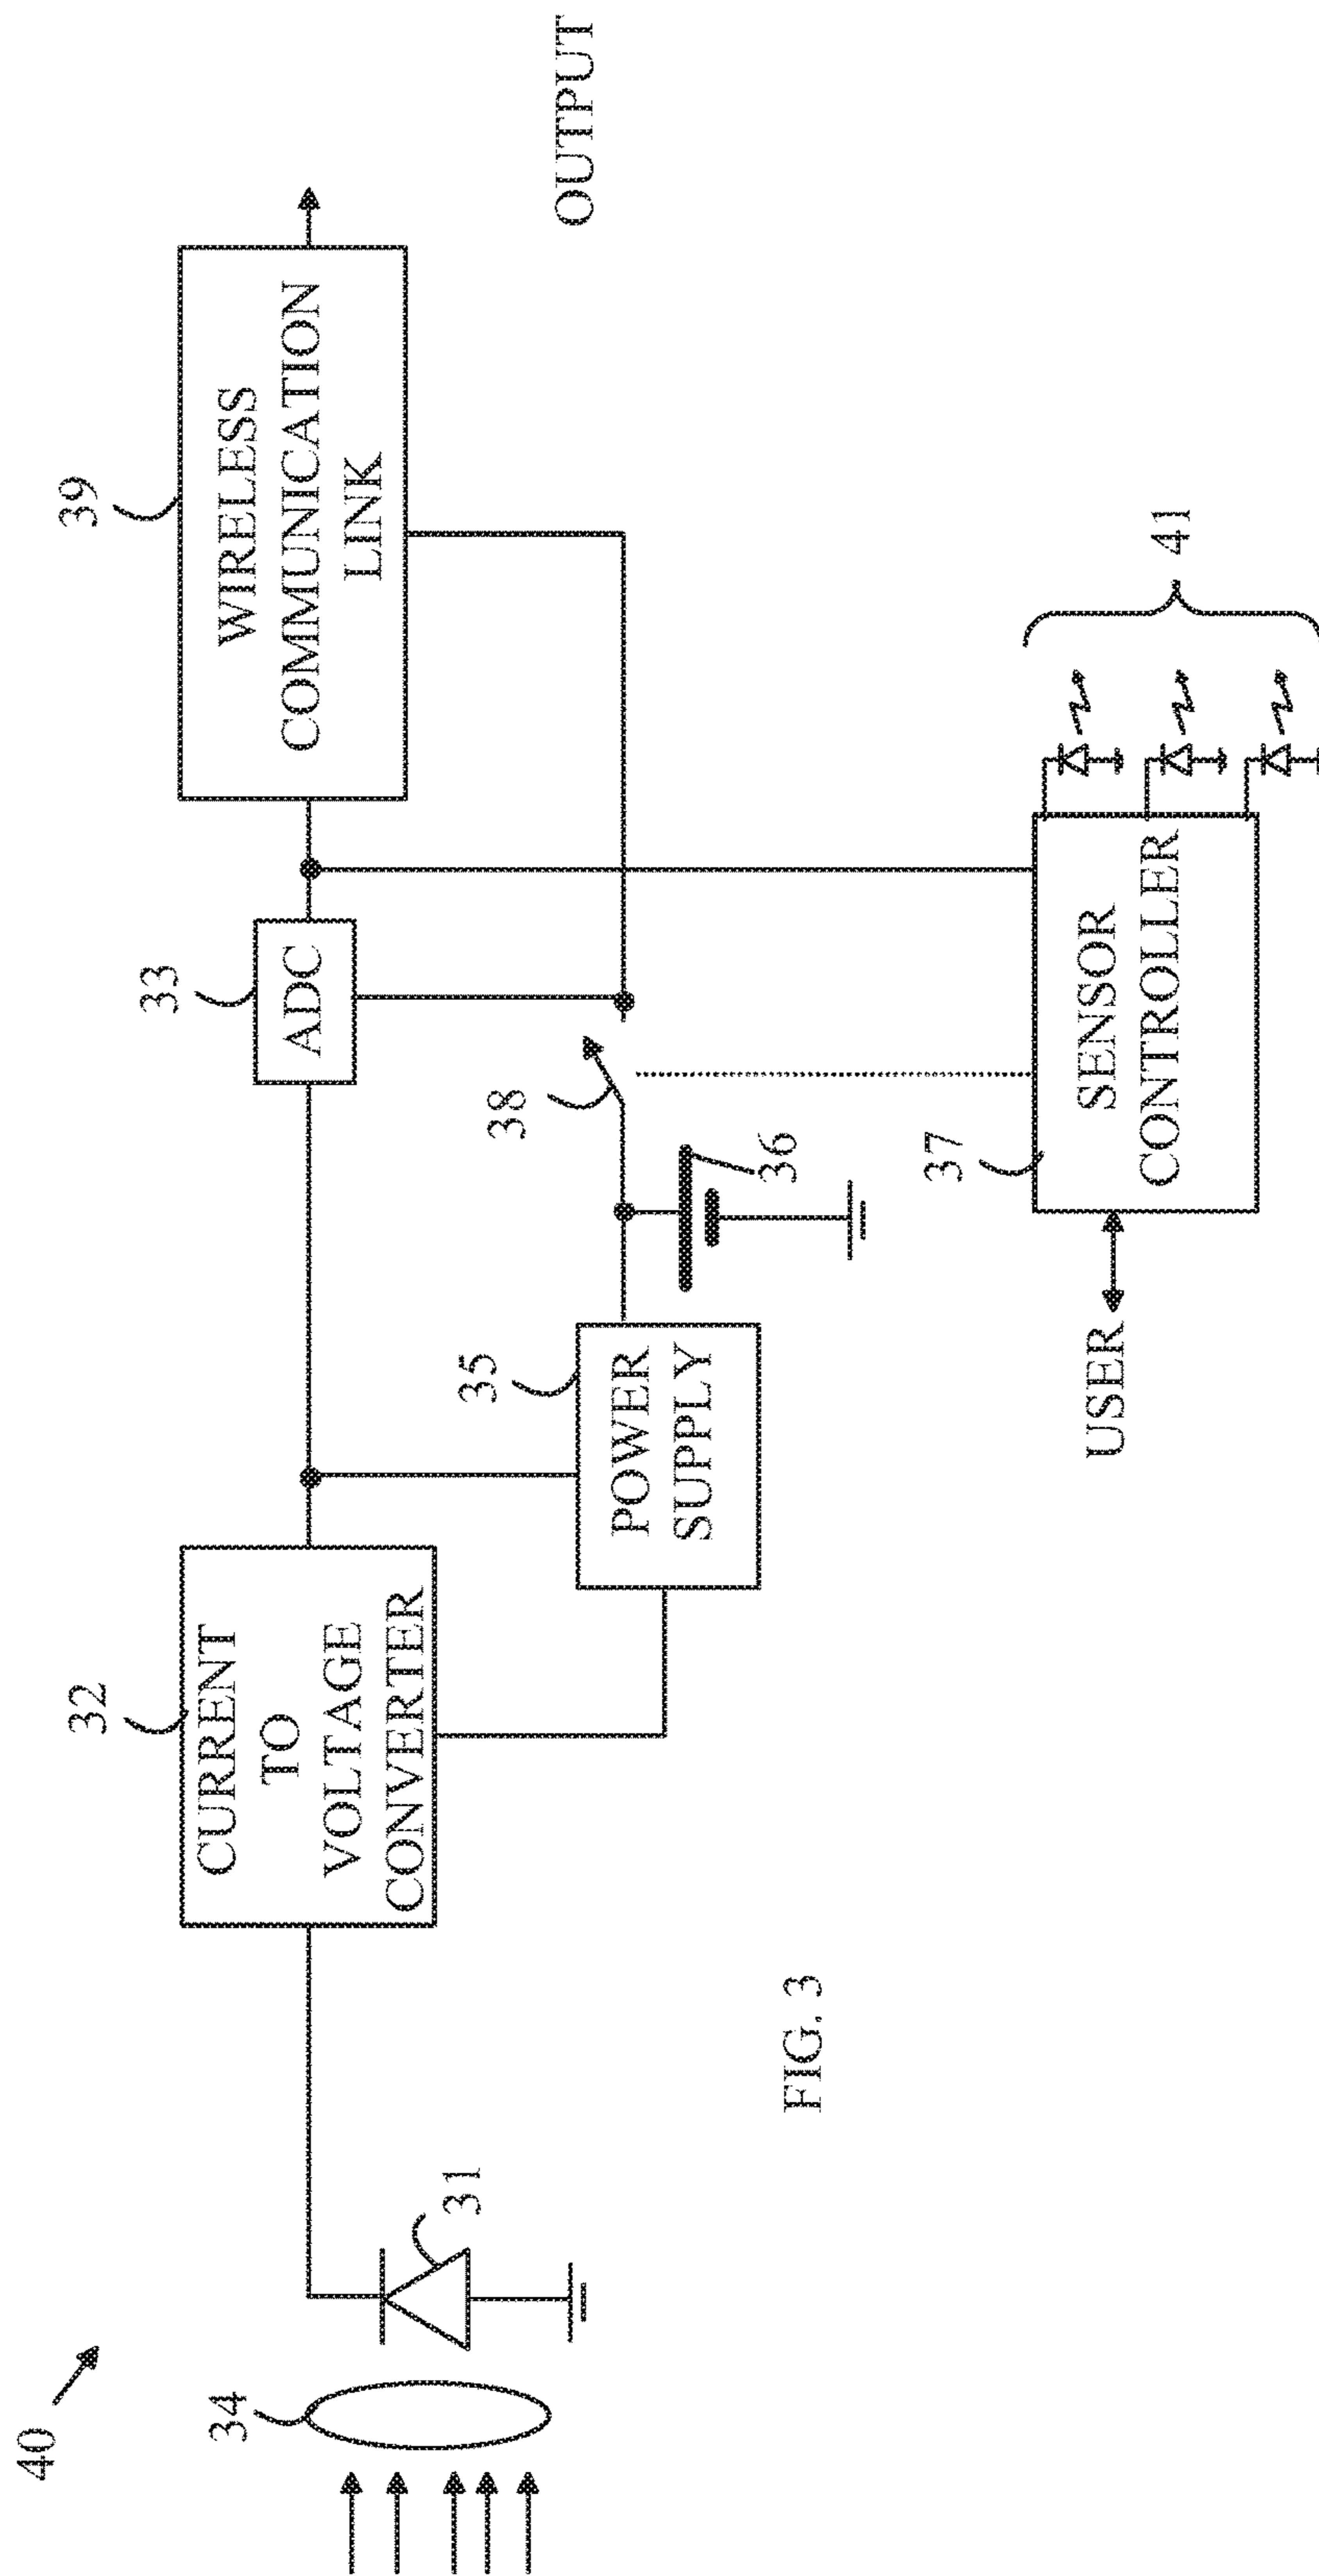 40
34
31
32
CURRENT
TO
VOLTAGE
CONVERTER
35
POWER
SUPPLY
36
38
33
ADC
39
WIRELESS
COMMUNICATION
LINK
OUTPUT
USER
37
SENSOR
CONTROLLER
41
FIG. 3